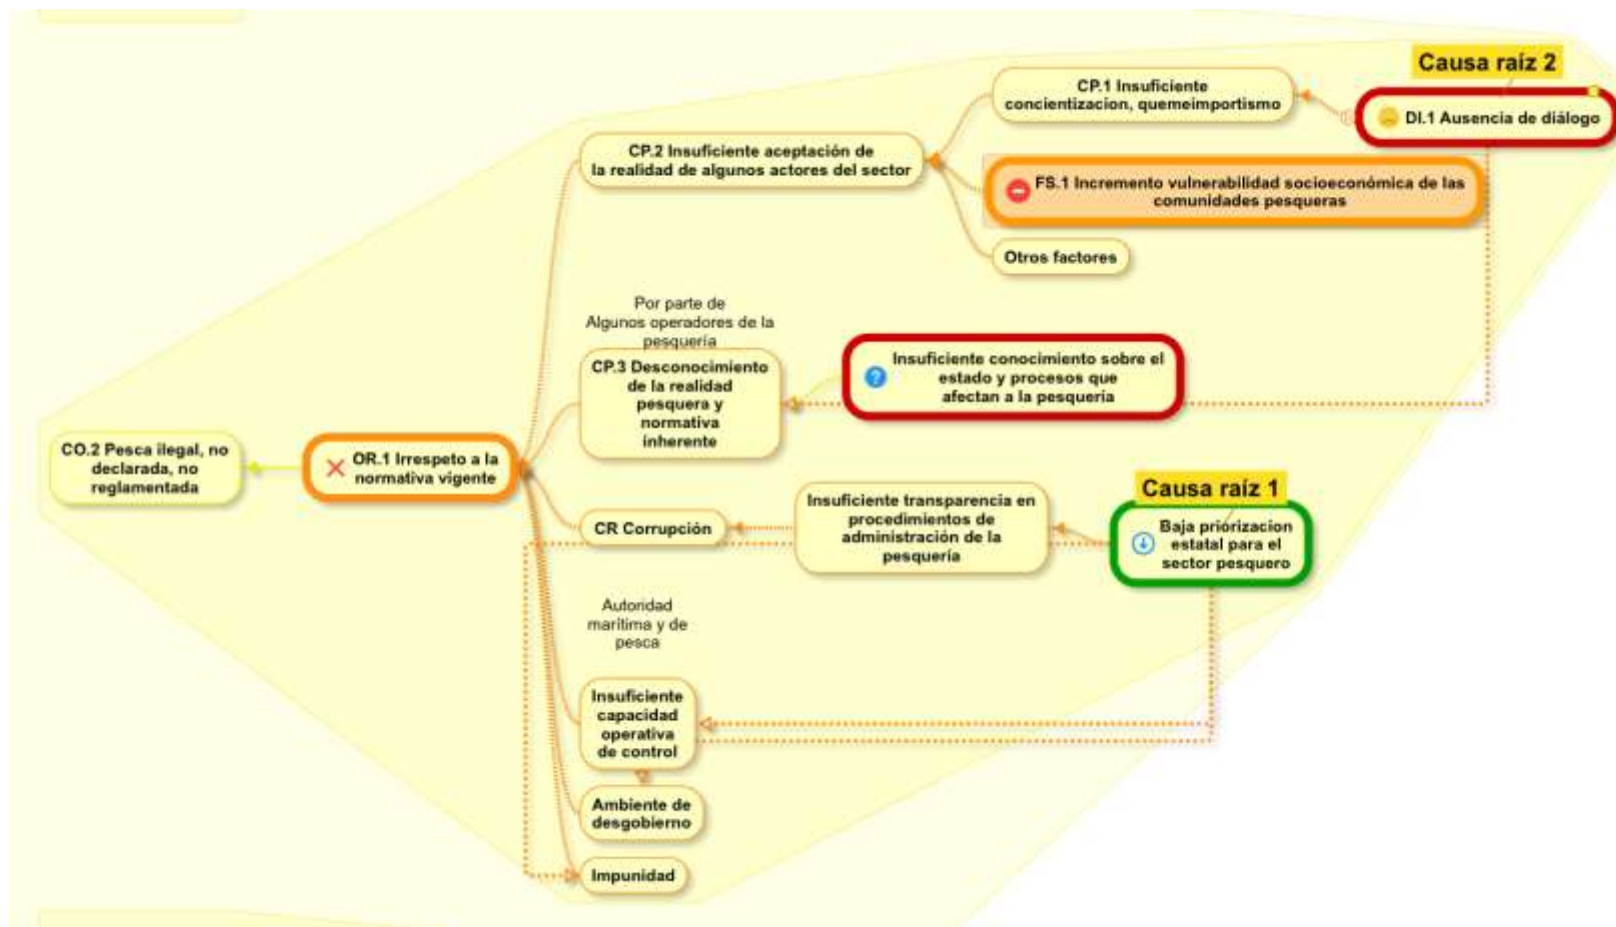 Causa raíz 2
CP.1 Insuficiente
concientizacion, quemeimportismo
DI.1 Ausencia de diálogo
CP.2 Insuficiente aceptación de
la realidad de algunos actores del sector
FS.1 Incremento vulnerabilidad socioeconómica de las
comunidades pesqueras
Otros factores
Por parte de
Algunos operadores de la
pesquería
CP.3 Desconocimiento
de la realidad
pesquera y
normativa
inherente
Insuficiente conocimiento sobre el
estado y procesos que
afectan a la pesquería
CO.2 Pesca ilegal, no
declarada, no
reglamentada
OR.1 Irrespeto a la
normativa vigente
Causa raíz 1
CR Corrupción
Insuficiente transparencia en
procedimientos de
administración de la
pesquería
Baja priorizacion
estatal para el
sector pesquero
Autoridad
marítima y de
pesca
Insuficiente
capacidad
operativa
de control
Ambiente de
desgobierno
Impunidad